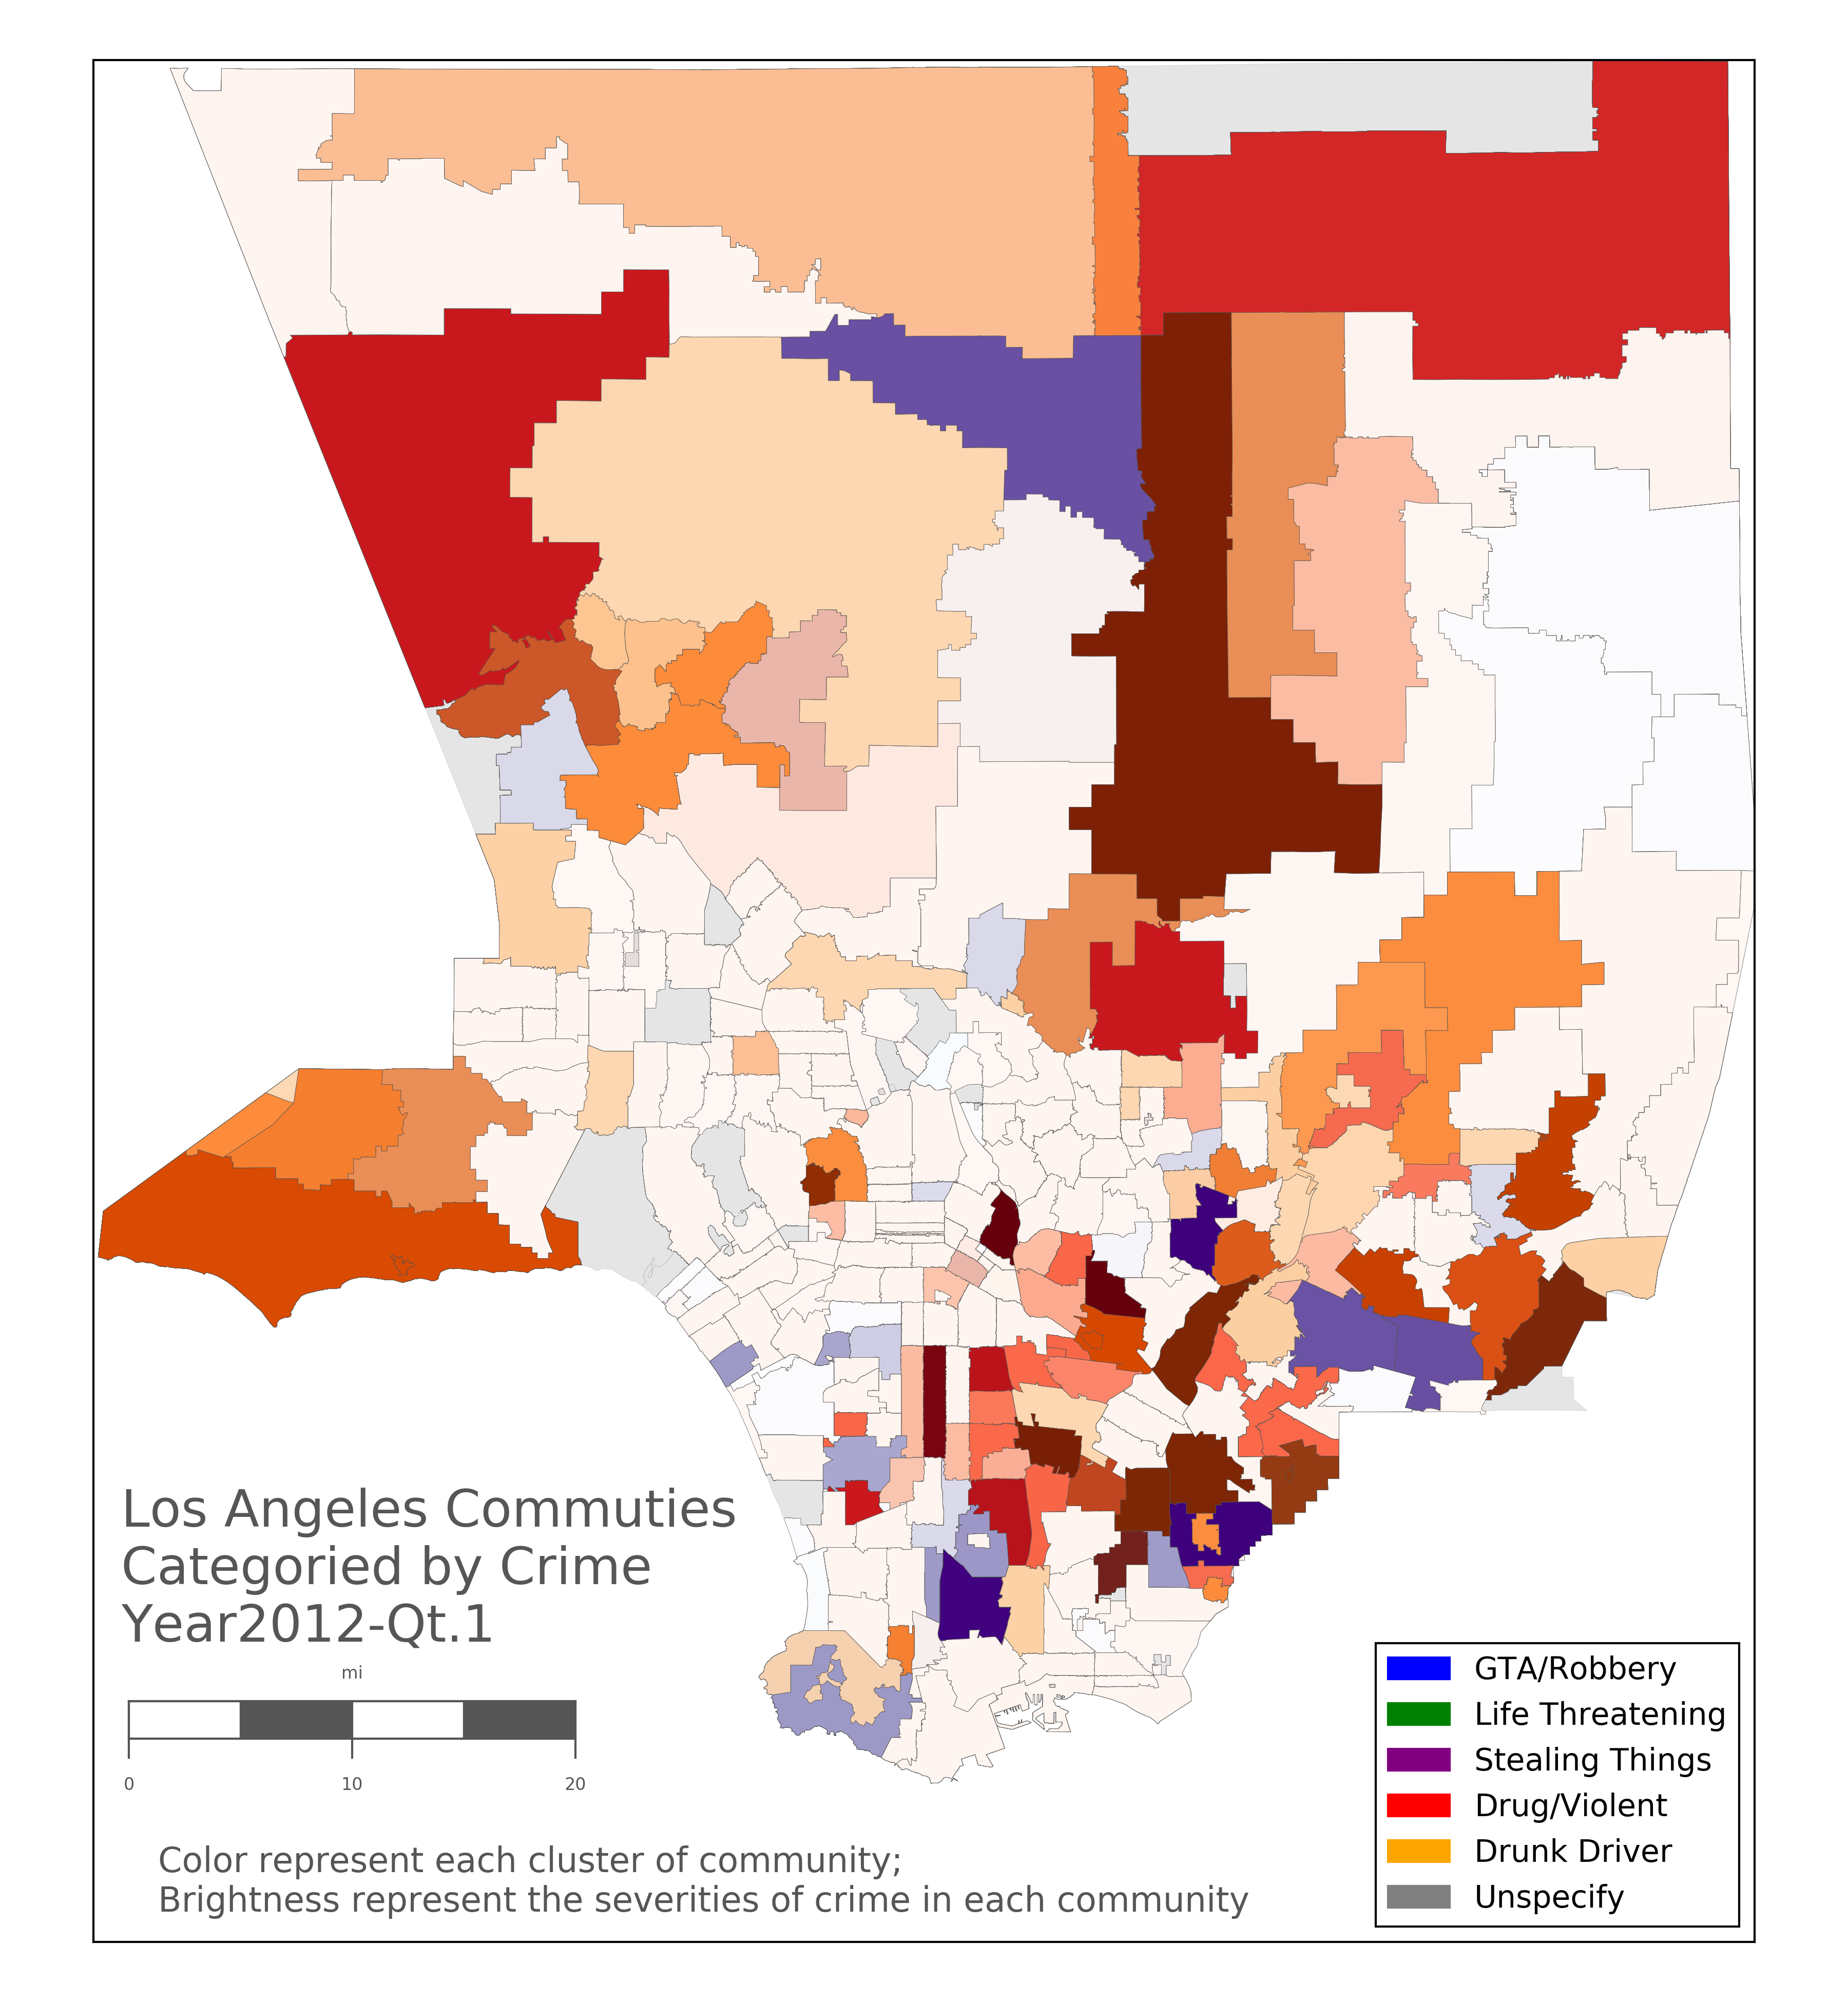 Los Angeles Commuties
Categoried by Crime
Year2012-Qt.1
mi
0 10 20
Color represent each cluster of community;
Brightness represent the severities of crime in each community
GTA/Robbery
Life Threatening
Stealing Things
Drug/Violent
Drunk Driver
Unspecify